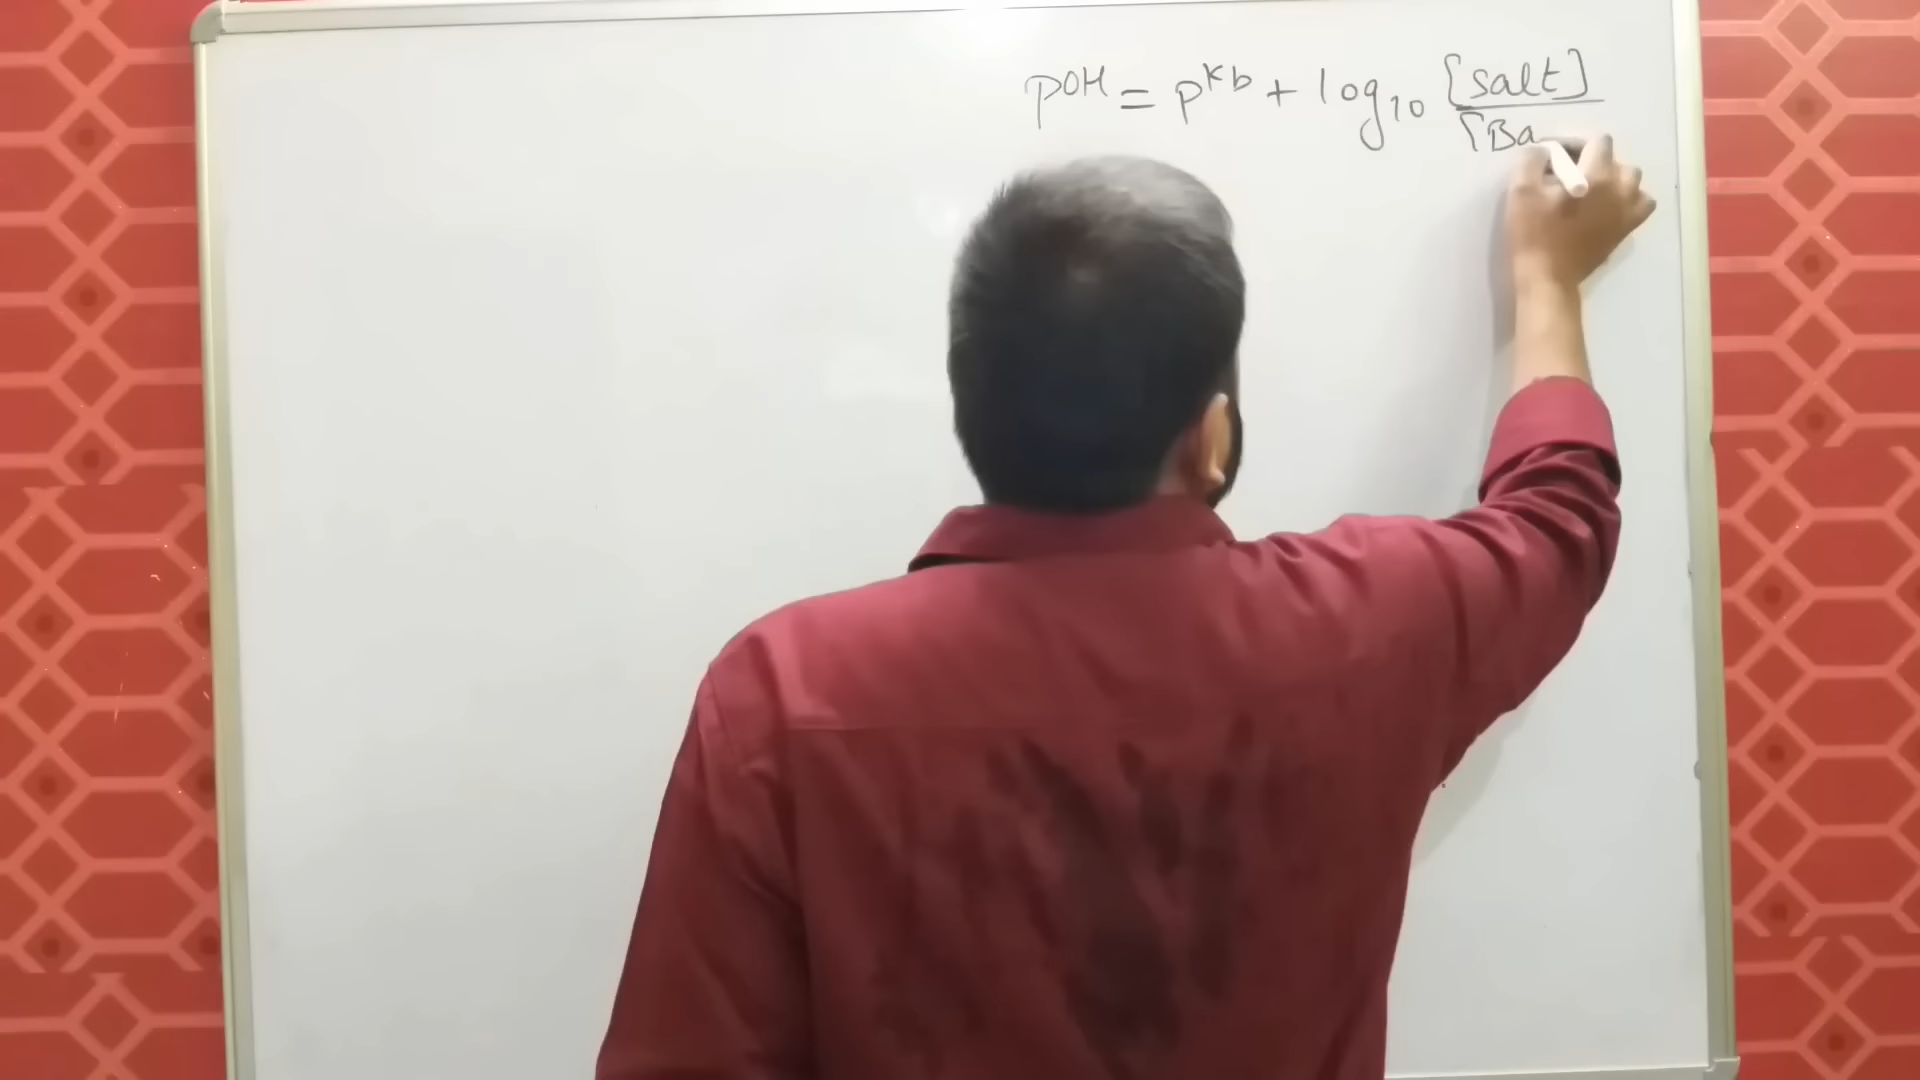 pOH = pKb + log10 [salt]/[Ba